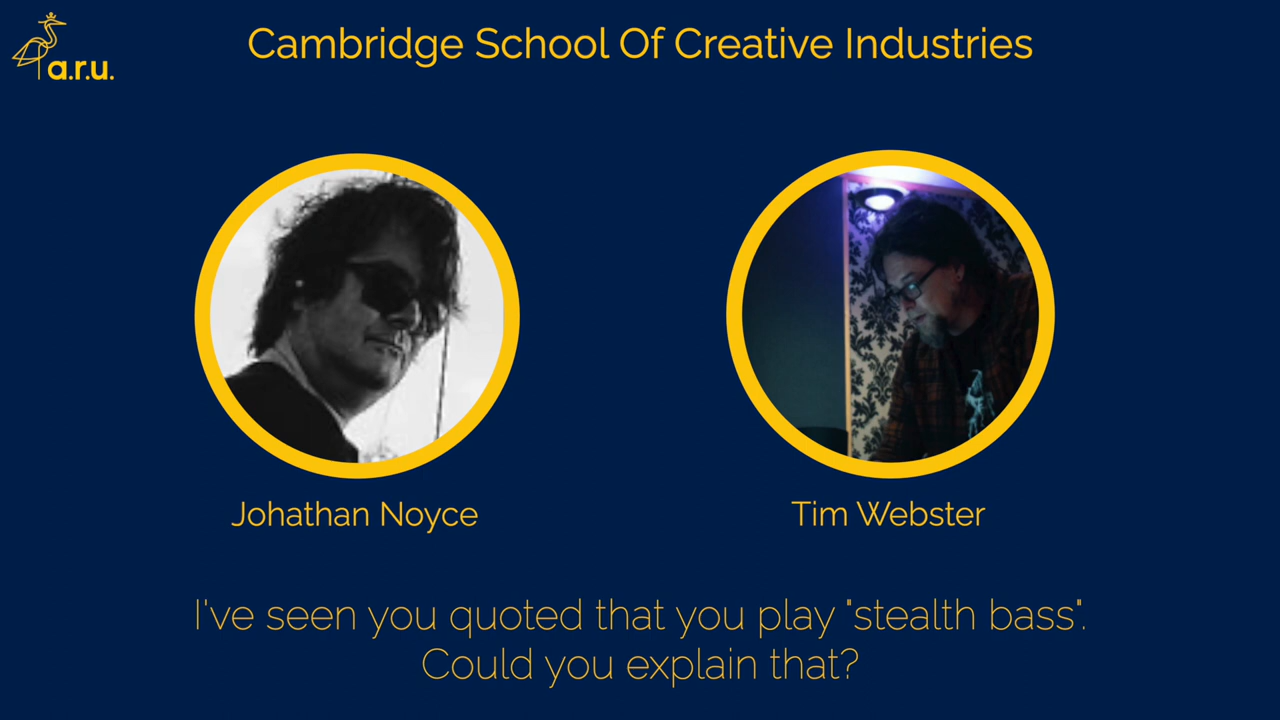 a.r.u.
Cambridge School Of Creative Industries
Johathan Noyce
Tim Webster
I've seen you quoted that you play "stealth bass".
Could you explain that?